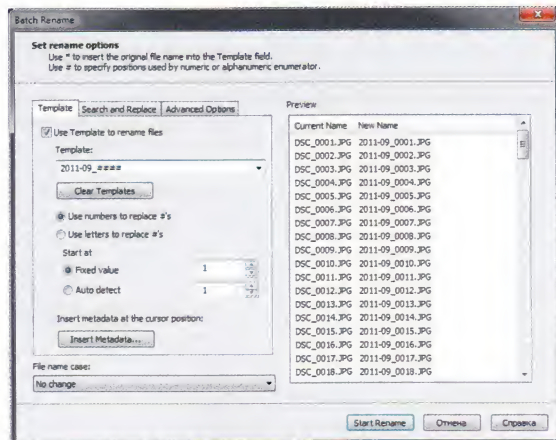 Batch Rename
Set rename options
Use * to insert the original file name into the Template field.
Use # to specify positions used by numeric or alphanumeric enumerator.
Template Search and Replace Advanced Options
Use Template to rename files
Template:
2011-09_####
Clear Templates
Use numbers to replace #'s
Use letters to replace #'s
Start at
Fixed value 1
Auto detect 1
Insert metadata at the cursor position:
Insert Metadata...
File name case:
No change
Preview
Current Name New Name
DSC_0001.JPG 2011-09_0001.JPG
DSC_0002.JPG 2011-09_0002.JPG
DSC_0003.JPG 2011-09_0003.JPG
DSC_0004.JPG 2011-09_0004.JPG
DSC_0005.JPG 2011-09_0005.JPG
DSC_0006.JPG 2011-09_0006.JPG
DSC_0007.JPG 2011-09_0007.JPG
DSC_0008.JPG 2011-09_0008.JPG
DSC_0009.JPG 2011-09_0009.JPG
DSC_0010.JPG 2011-09_0010.JPG
DSC_0011.JPG 2011-09_0011.JPG
DSC_0012.JPG 2011-09_0012.JPG
DSC_0013.JPG 2011-09_0013.JPG
DSC_0014.JPG 2011-09_0014.JPG
DSC_0015.JPG 2011-09_0015.JPG
DSC_0016.JPG 2011-09_0016.JPG
DSC_0017.JPG 2011-09_0017.JPG
DSC_0018.JPG 2011-09_0018.JPG
Start Rename Отмена Справка